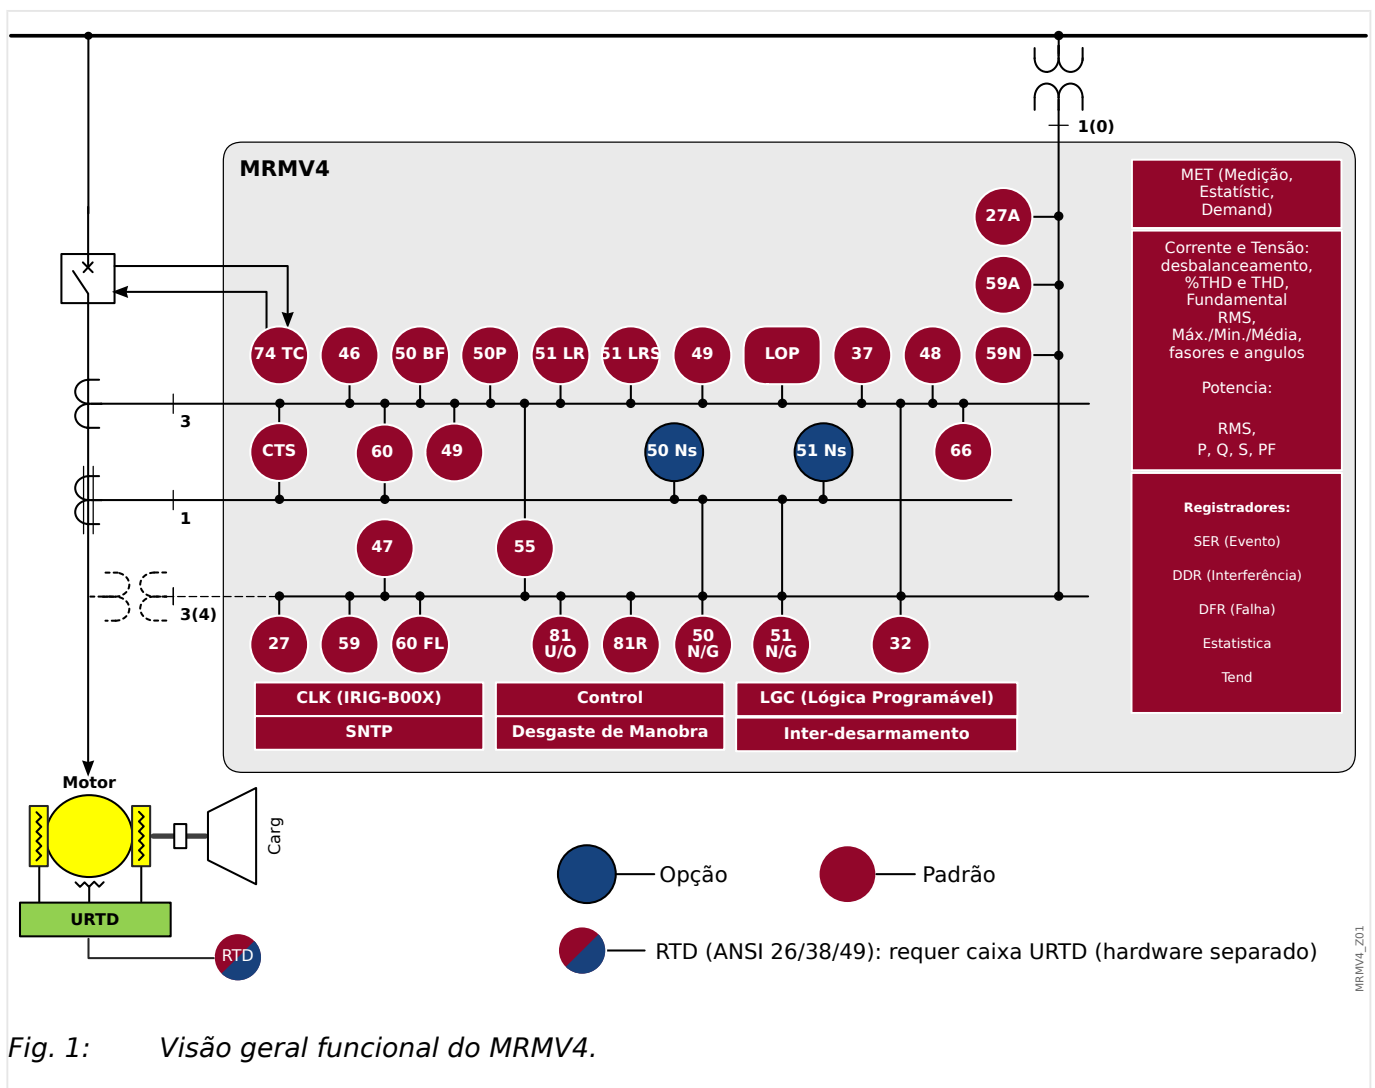 1(0)
MRMV4
27A
59A
74 TC
46
50 BF
50P
51 LR
51 LRS
49
LOP
37
48
59N
3
CTS
60
49
50 Ns
51 Ns
66
1
47
55
3(4)
27
59
60 FL
81
U/O
81R
50
N/G
51
N/G
32
CLK (IRIG-B00X)
SNTP
Control
Desgaste de Manobra
LGC (Lógica Programável)
Inter-desarmamento
MET (Medição,
Estatístic,
Demand)
Corrente e Tensão:
desbalanceamento,
%THD e THD,
Fundamental
RMS,
Máx./Min./Média,
fasores e angulos
Potencia:
RMS,
P, Q, S, PF
Registradores:
SER (Evento)
DDR (Interferência)
DFR (Falha)
Estatistica
Tend
Motor
Carg
URTD
RTD
Opção
Padrão
RTD (ANSI 26/38/49): requer caixa URTD (hardware separado)
MRMV4_Z01
Fig. 1: Visão geral funcional do MRMV4.